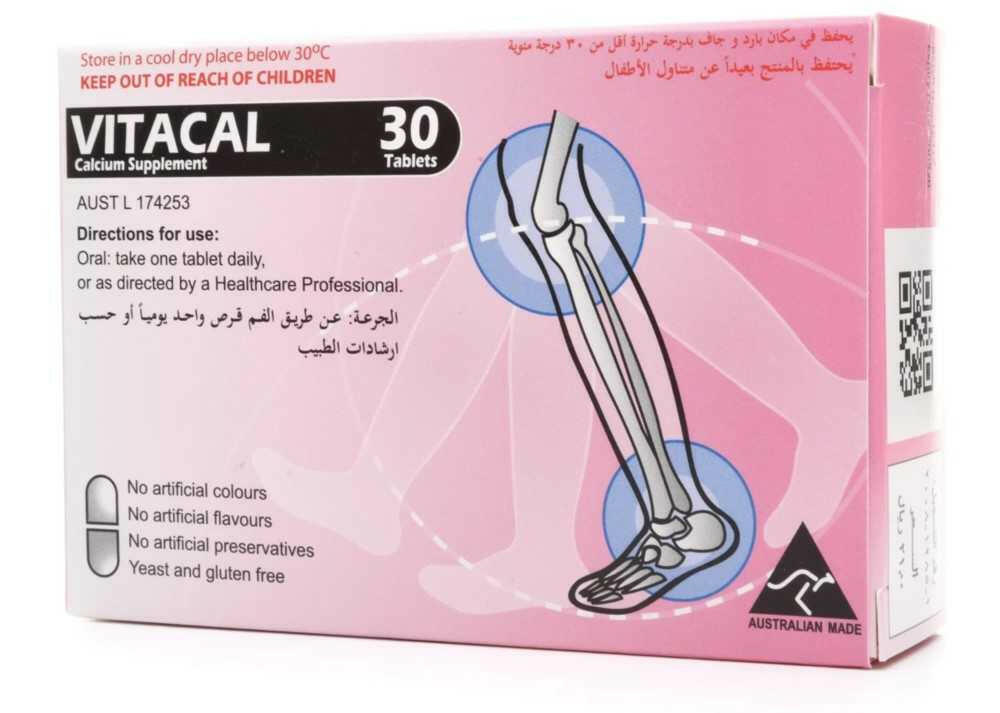 Store in a cool dry place below 30ºC
KEEP OUT OF REACH OF CHILDREN
يحفظ في مكان بارد و جاف بدرجة حرارة أقل من ٣٠ درجة مئوية
يحتفظ بالمنتج بعيداً عن متناول الأطفال
VITACAL 30
Calcium Supplement Tablets
AUST L 174253
Directions for use:
Oral: take one tablet daily,
or as directed by a Healthcare Professional.
الجرعة: عن طريق الفم قرص واحد يومياً أو حسب
ارشادات الطبيب
No artificial colours
No artificial flavours
No artificial preservatives
Yeast and gluten free
AUSTRALIAN MADE